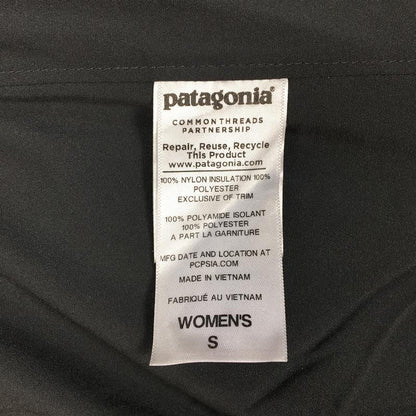 patagonia®
COMMONTHREADS
PARTNERSHIP
Repair, Reuse, Recycle
This Product
www.patagonia.com
100% NYLON INSULATION 100%
POLYESTER
EXCLUSIVE OF TRIM
100% POLYAMIDE ISOLANT
100% POLYESTER
A PART LA GARNITURE
MFG DATE AND LOCATION AT
PCPSIA.COM
MADE IN VIETNAM
FABRIQUÉ AU VIETNAM
WOMEN'S
S